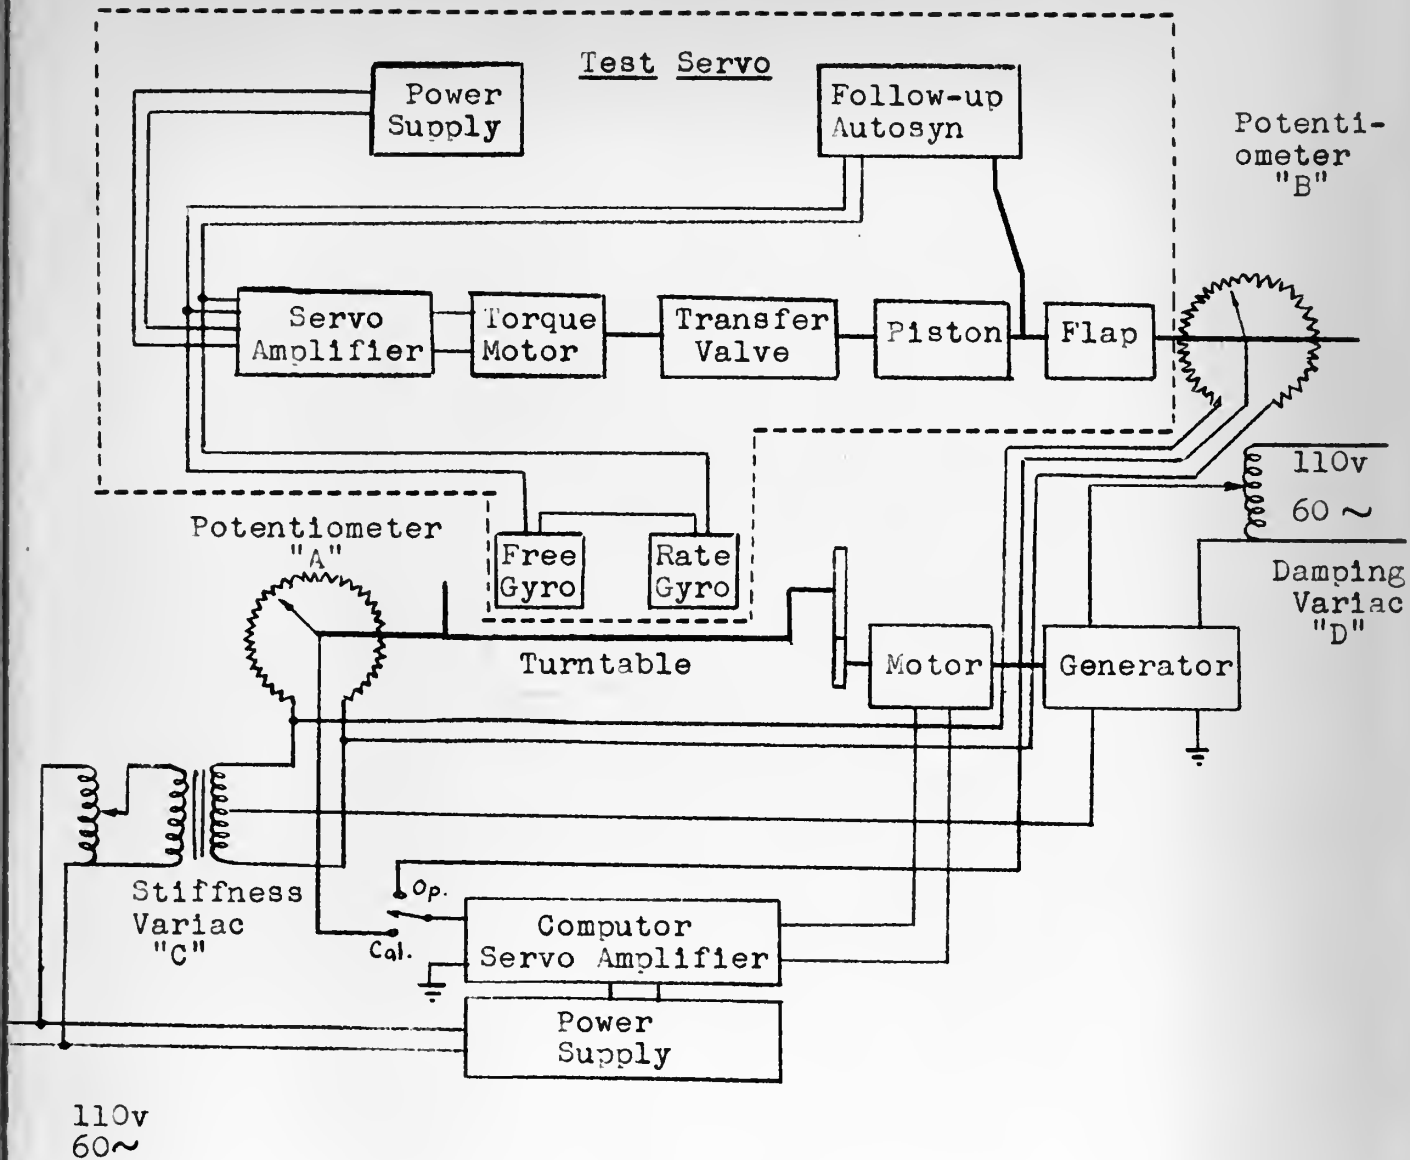 Test Servo
Power
Supply
Follow-up
Autosyn
Potenti-
ometer
"B"
Servo
Amplifier
Torque
Motor
Transfer
Valve
Piston
Flap
110v
60 ~
Damping
Variac
"D"
Potentiometer
"A"
Free
Gyro
Rate
Gyro
Turntable
Motor
Generator
Stiffness
Variac
"C"
Op.
Cal.
Computor
Servo Amplifier
Power
Supply
110v
60~